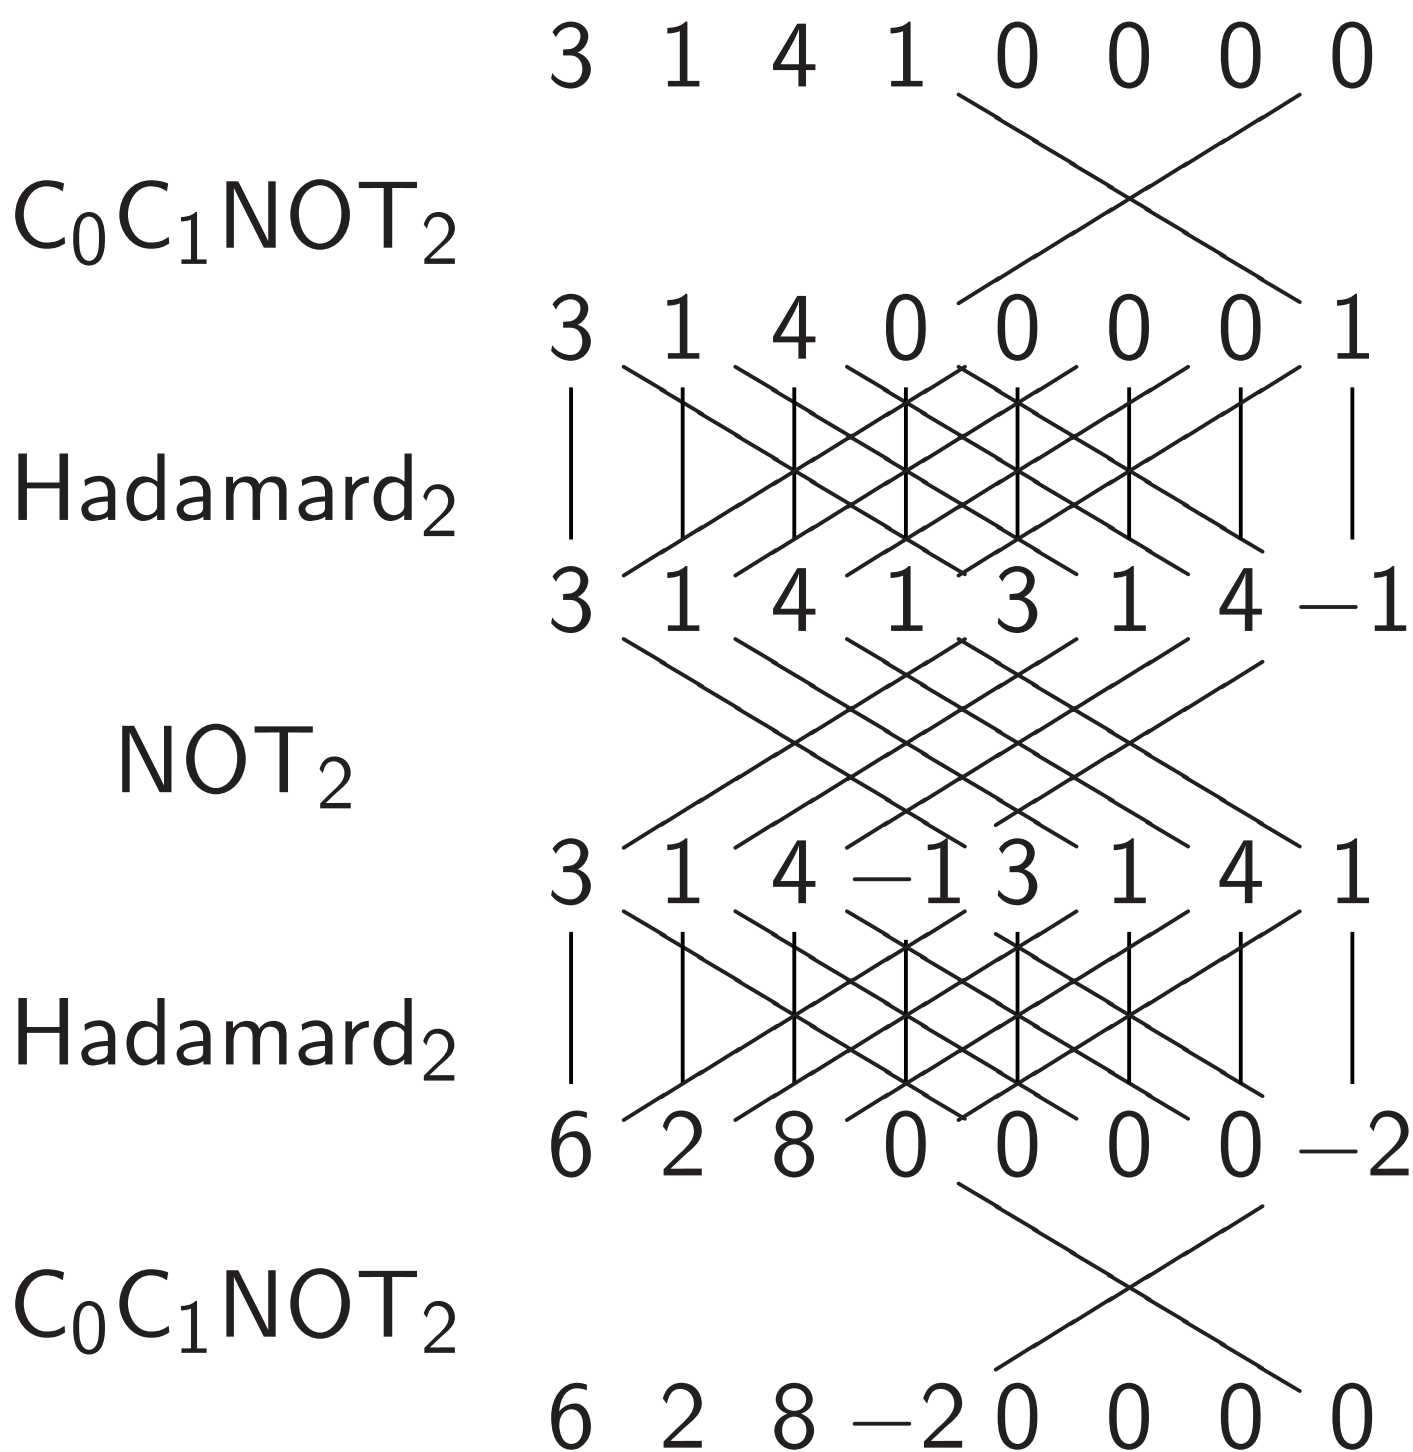 3 1 4 1 0 0 0 0
C₀C₁NOT₂
3 1 4 0 0 0 0 1
Hadamard₂
3 1 4 1 3 1 4 −1
NOT₂
3 1 4 −1 3 1 4 1
Hadamard₂
6 2 8 0 0 0 0 −2
C₀C₁NOT₂
6 2 8 −2 0 0 0 0